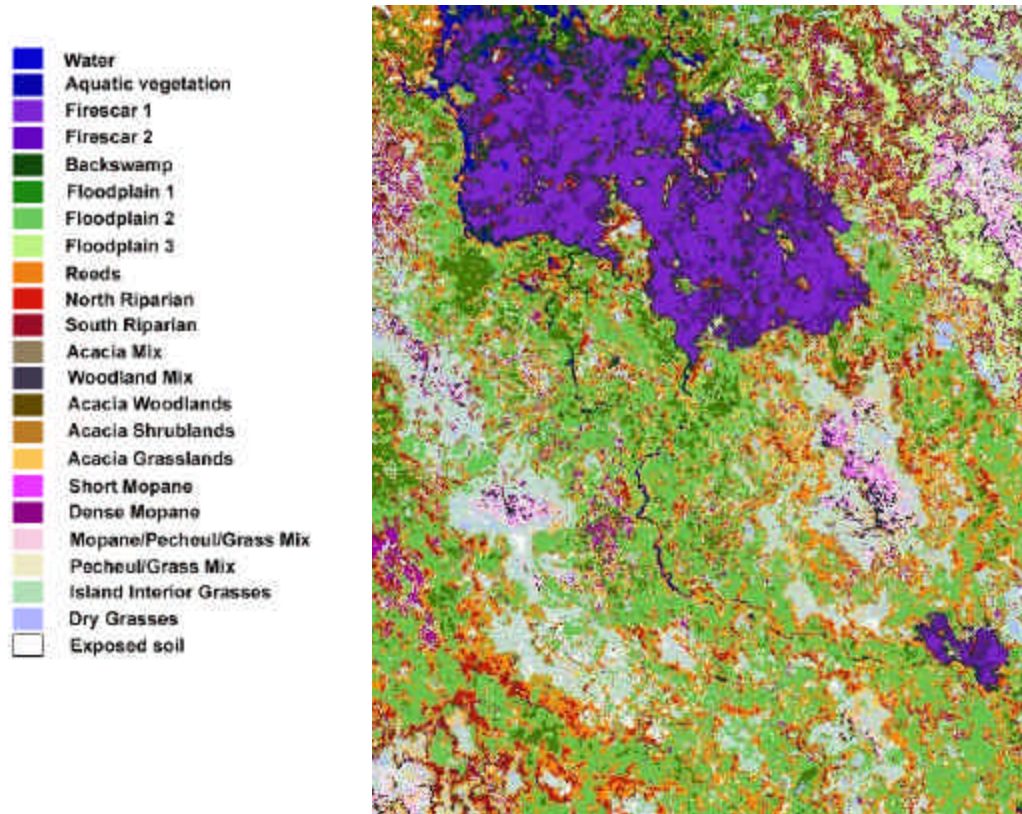 Water
Aquatic vegetation
Firescar 1
Firescar 2
Backswamp
Floodplain 1
Floodplain 2
Floodplain 3
Reeds
North Riparian
South Riparian
Acacia Mix
Woodland Mix
Acacia Woodlands
Acacia Shrublands
Acacia Grasslands
Short Mopane
Dense Mopane
Mopane/Pecheul/Grass Mix
Pecheul/Grass Mix
Island Interior Grasses
Dry Grasses
Exposed soil